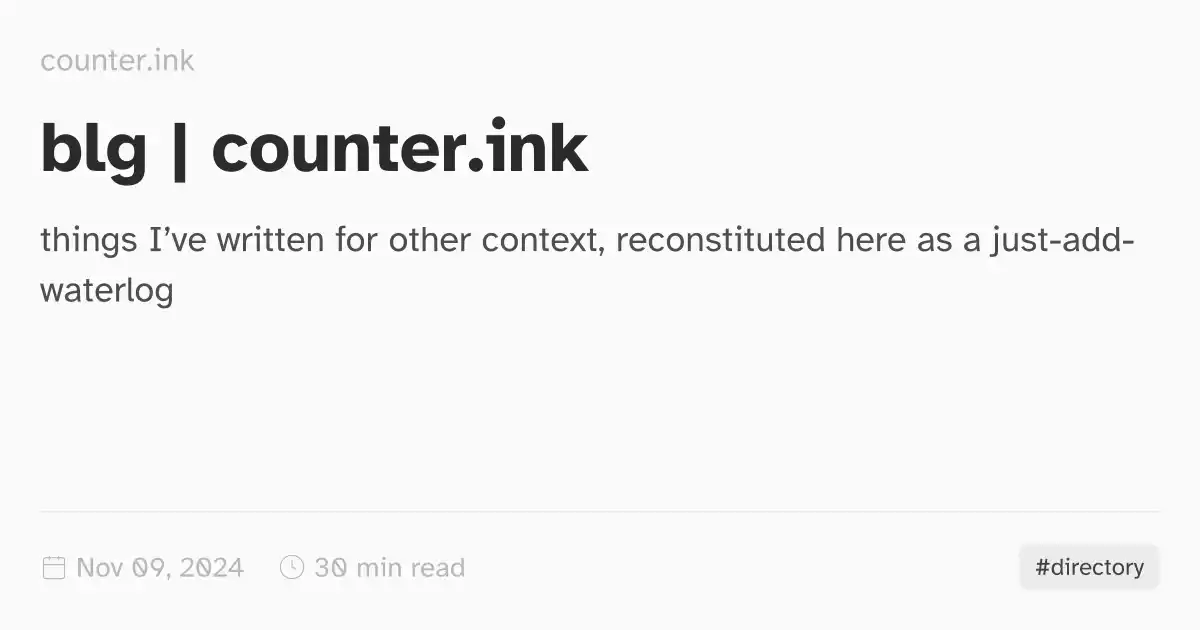 counter.ink
blg | counter.ink
things I’ve written for other context, reconstituted here as a just-add-
waterlog
Nov 09, 2024 30 min read #directory